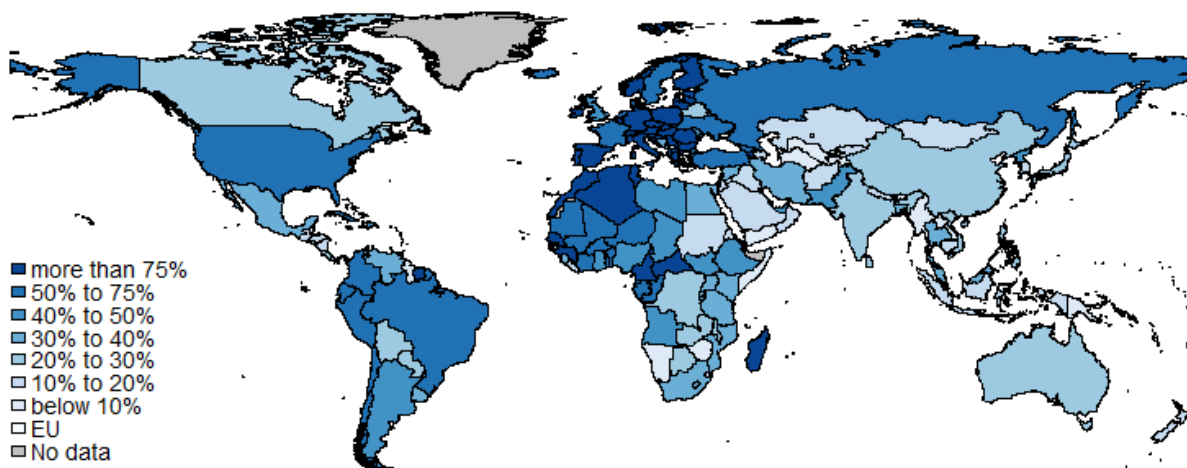 more than 75%
50% to 75%
40% to 50%
30% to 40%
20% to 30%
10% to 20%
below 10%
EU
No data